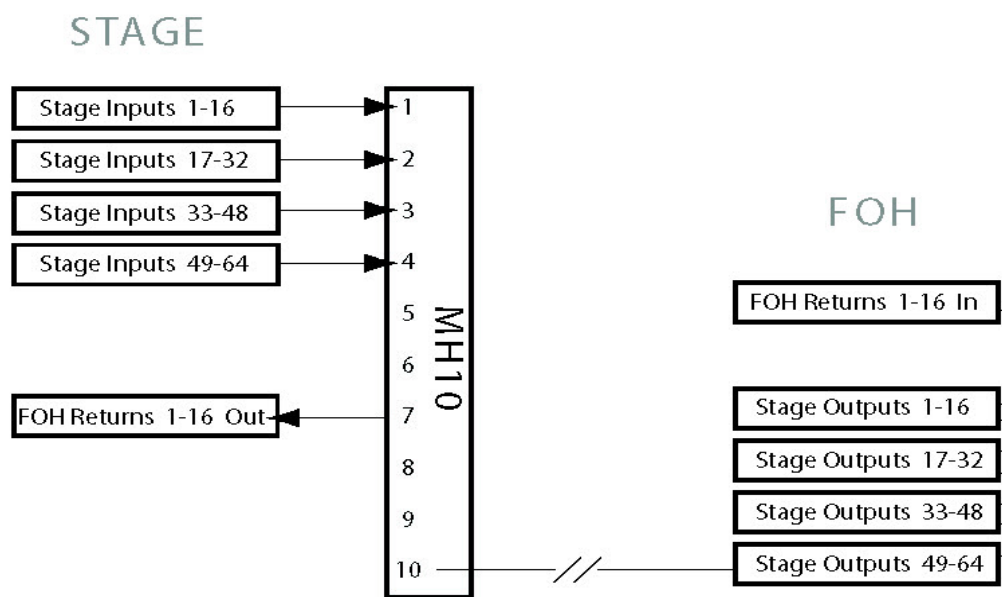 STAGE
Stage Inputs 1-16
Stage Inputs 17-32
Stage Inputs 33-48
Stage Inputs 49-64
FOH Returns 1-16 Out
1
2
3
4
5
6
7
8
9
10
MH10
FOH
FOH Returns 1-16 In
Stage Outputs 1-16
Stage Outputs 17-32
Stage Outputs 33-48
Stage Outputs 49-64